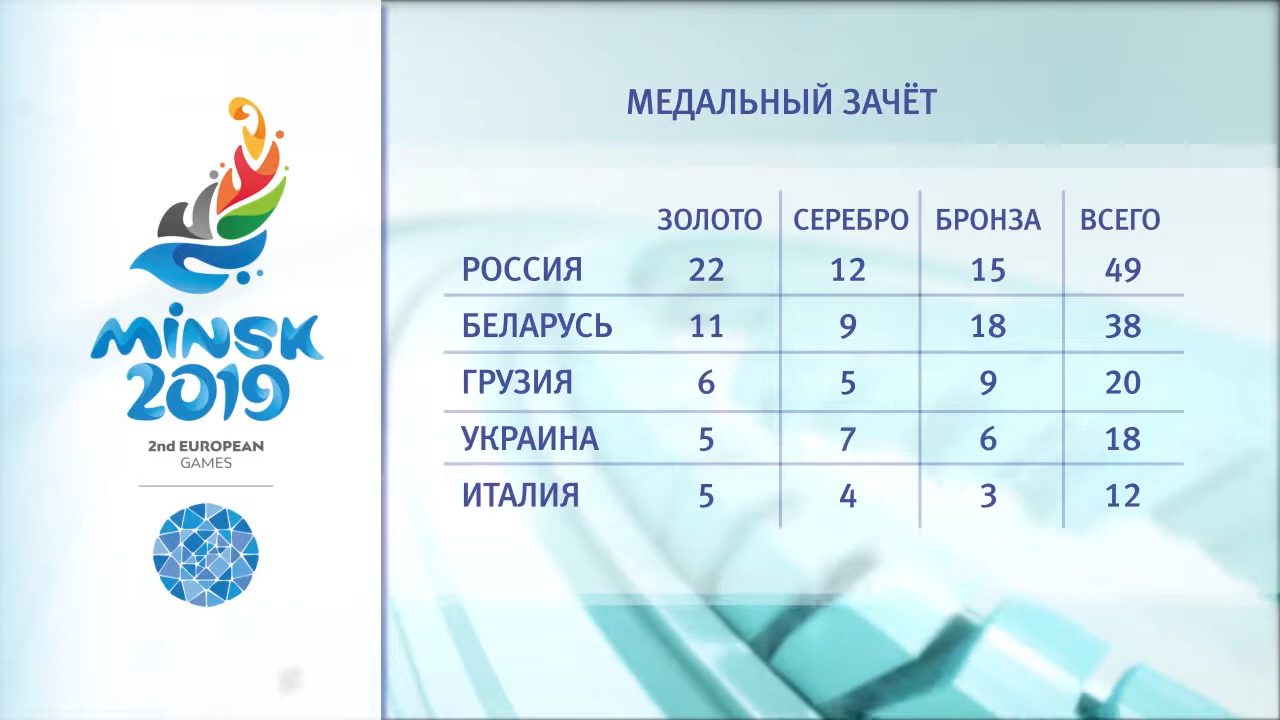 MINSK
2019
2nd EUROPEAN
GAMES
МЕДАЛЬНЫЙ ЗАЧЁТ
ЗОЛОТО СЕРЕБРО БРОНЗА ВСЕГО
РОССИЯ 22 12 15 49
БЕЛАРУСЬ 11 9 18 38
ГРУЗИЯ 6 5 9 20
УКРАИНА 5 7 6 18
ИТАЛИЯ 5 4 3 12